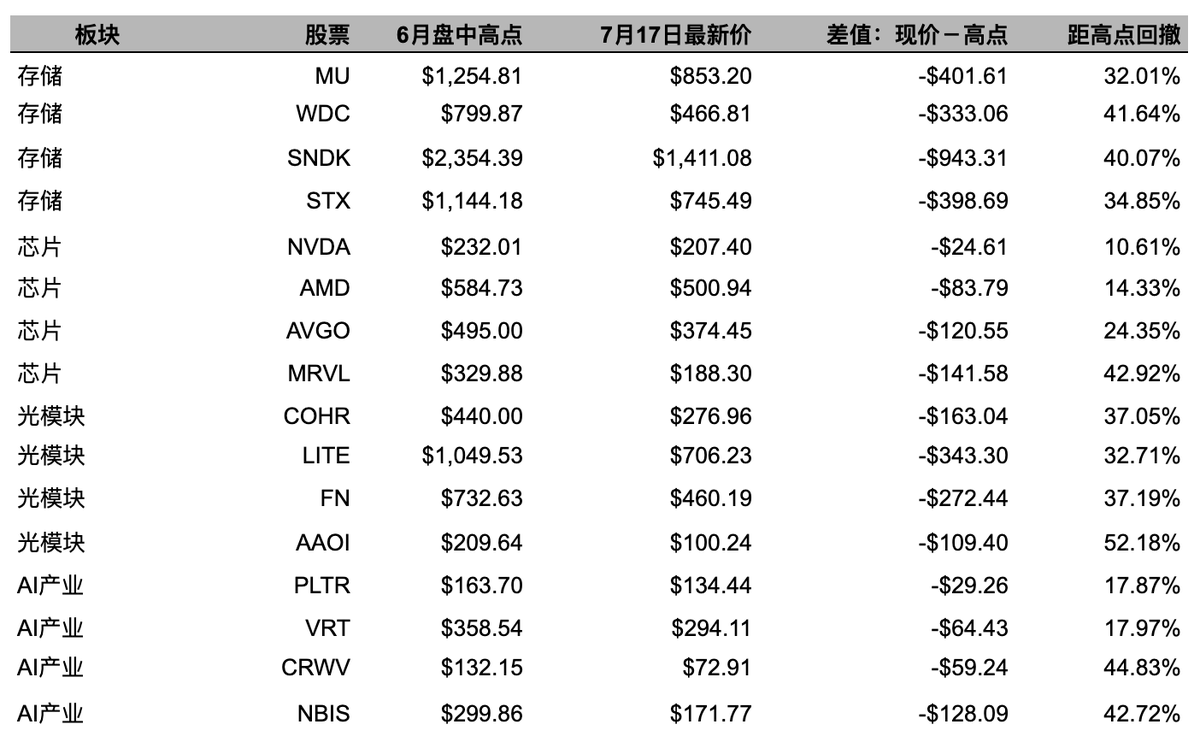 板块 股票 6月盘中高点 7月17日最新价 差值：现价－高点 距高点回撤
存储 MU $1,254.81 $853.20 -$401.61 32.01%
存储 WDC $799.87 $466.81 -$333.06 41.64%
存储 SNDK $2,354.39 $1,411.08 -$943.31 40.07%
存储 STX $1,144.18 $745.49 -$398.69 34.85%
芯片 NVDA $232.01 $207.40 -$24.61 10.61%
芯片 AMD $584.73 $500.94 -$83.79 14.33%
芯片 AVGO $495.00 $374.45 -$120.55 24.35%
芯片 MRVL $329.88 $188.30 -$141.58 42.92%
光模块 COHR $440.00 $276.96 -$163.04 37.05%
光模块 LITE $1,049.53 $706.23 -$343.30 32.71%
光模块 FN $732.63 $460.19 -$272.44 37.19%
光模块 AAOI $209.64 $100.24 -$109.40 52.18%
AI产业 PLTR $163.70 $134.44 -$29.26 17.87%
AI产业 VRT $358.54 $294.11 -$64.43 17.97%
AI产业 CRWV $132.15 $72.91 -$59.24 44.83%
AI产业 NBIS $299.86 $171.77 -$128.09 42.72%